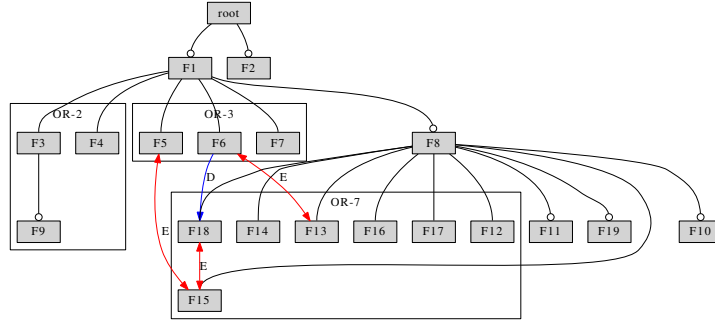 root
F1 F2
OR-2 OR-3
F3 F4 F5 F6 F7 F8
D E
OR-7
F9 F18 F14 F13 F16 F17 F12 F11 F19 F10
E E
F15